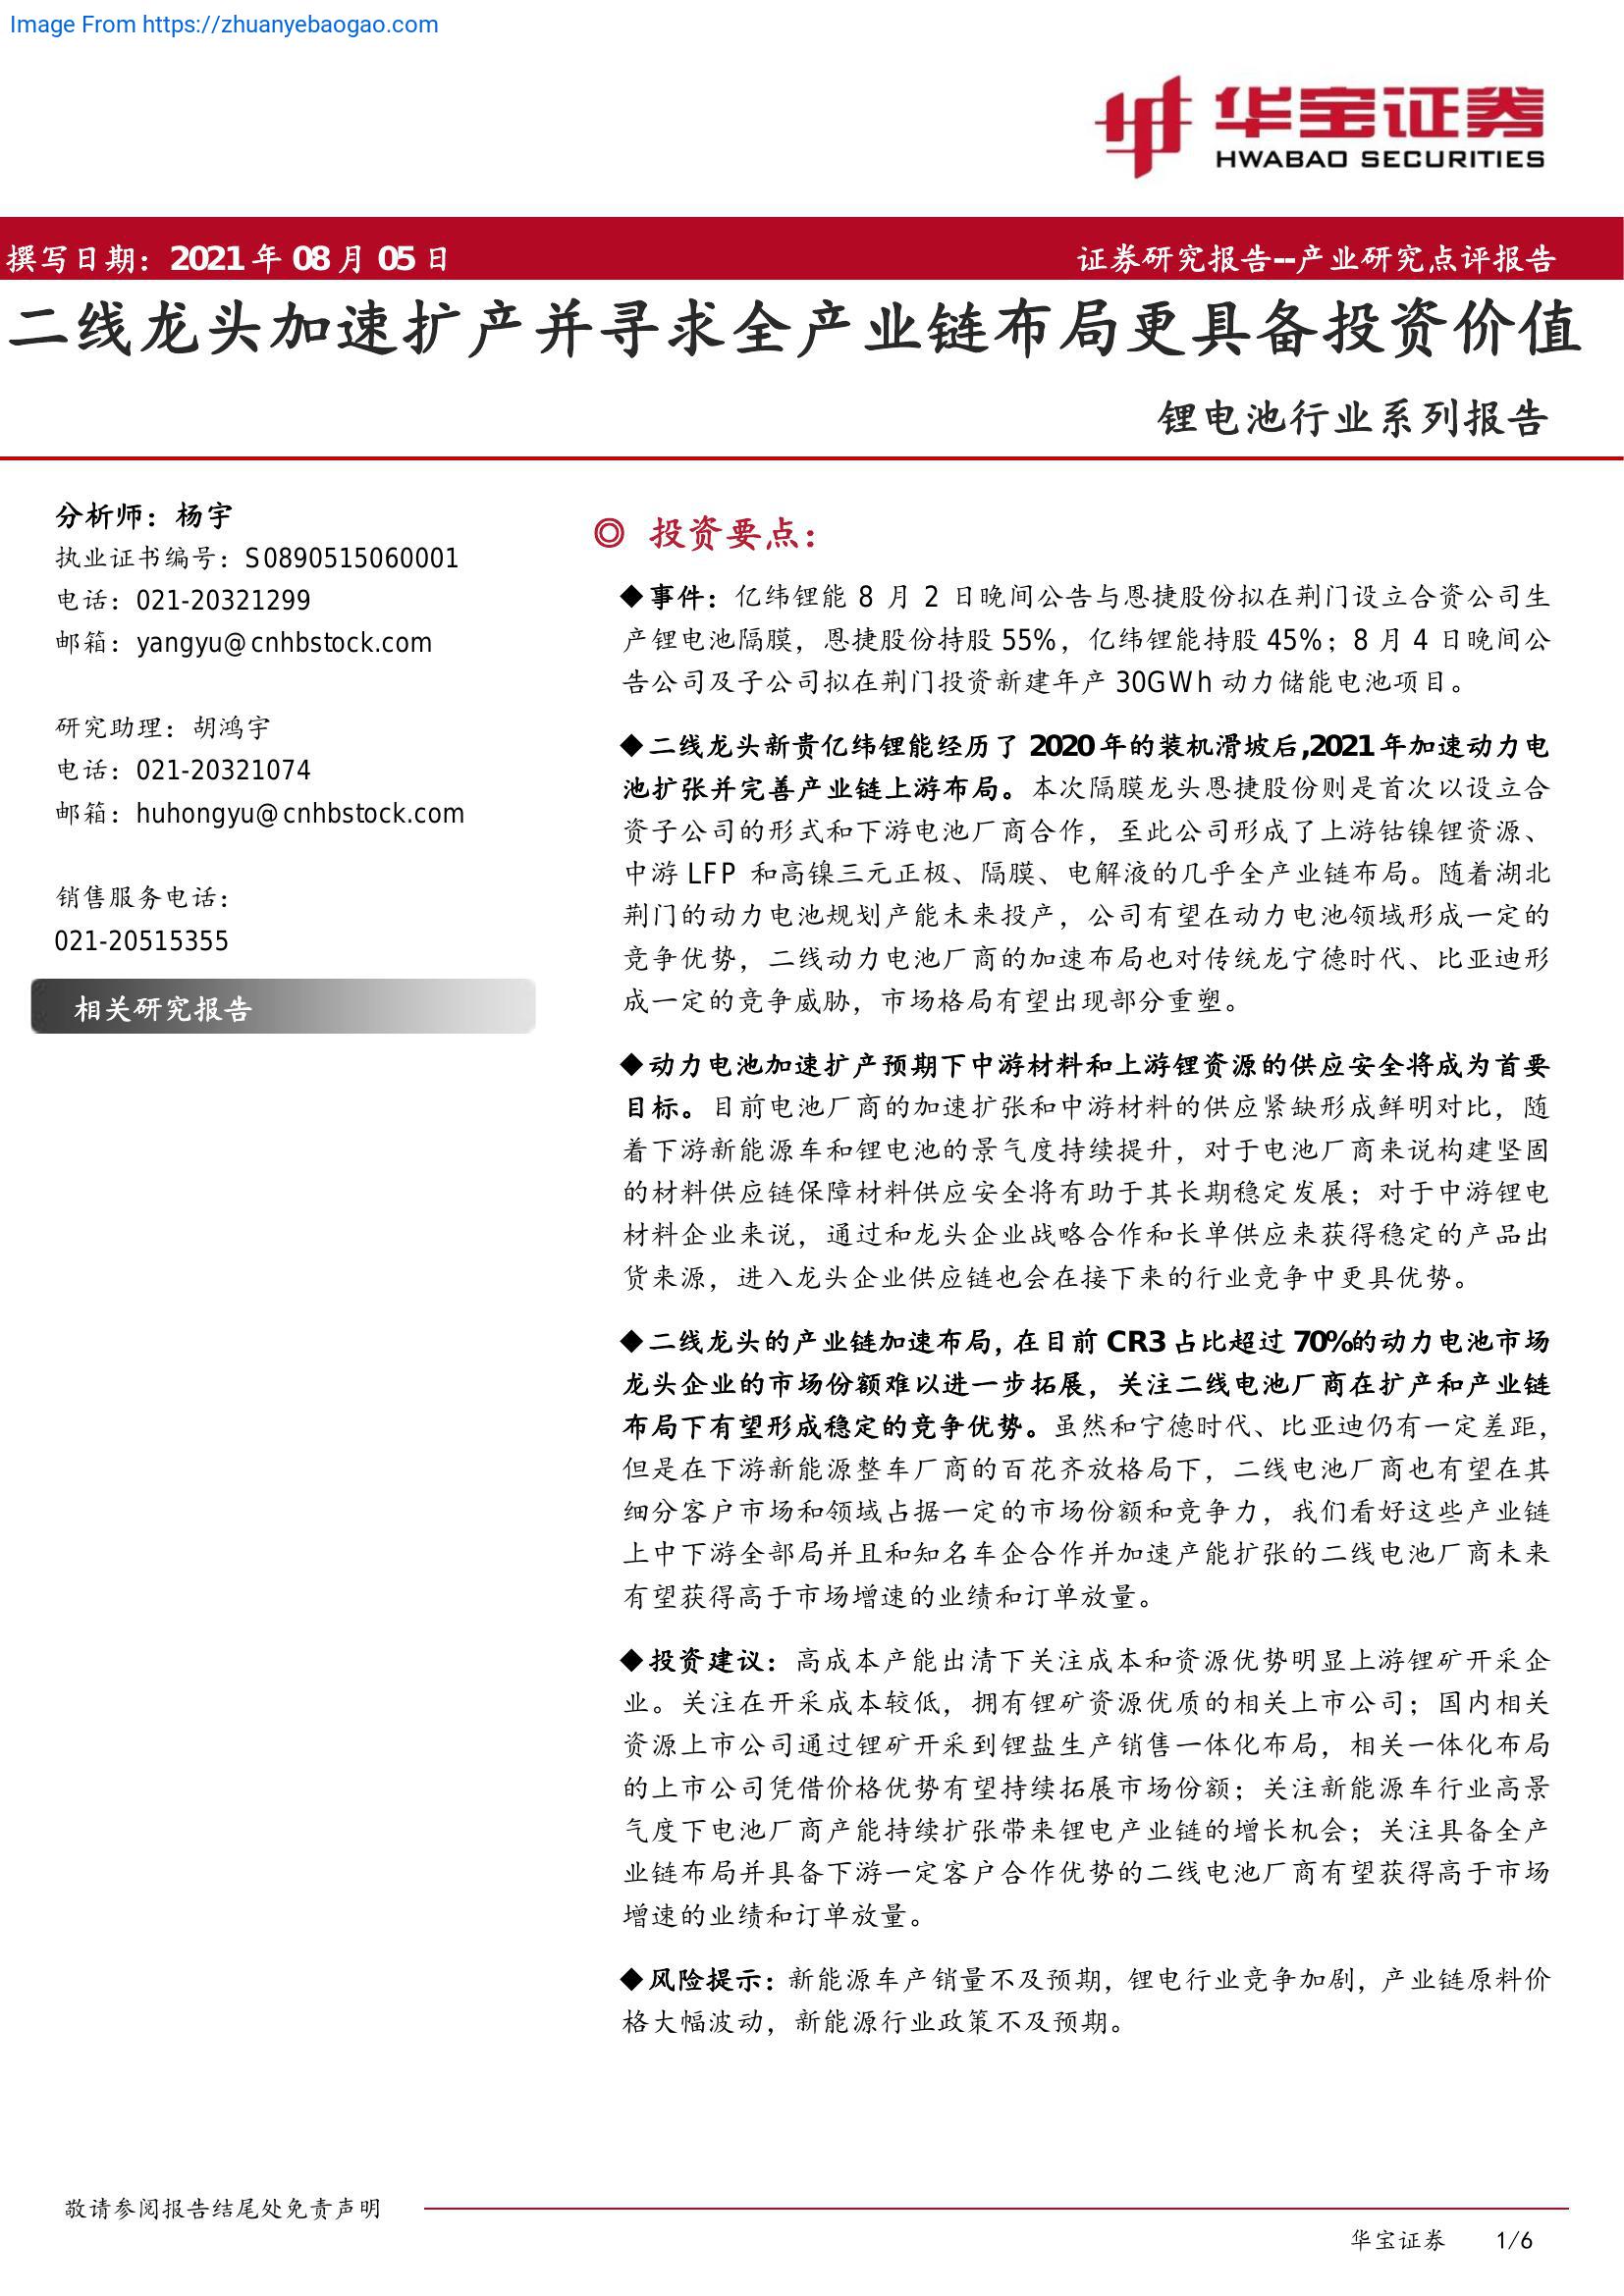 Image From https://zhuanyebaogao.com
华宝证券
HWABAO SECURITIES
撰写日期：2021 年 08 月 05 日
证券研究报告--产业研究点评报告
二线龙头加速扩产并寻求全产业链布局更具备投资价值
锂电池行业系列报告
分析师：杨宇
执业证书编号：S0890515060001
电话：021-20321299
邮箱：yangyu@cnhbstock.com
研究助理：胡鸿宇
电话：021-20321074
邮箱：huhongyu@cnhbstock.com
销售服务电话：
021-20515355
相关研究报告
◎ 投资要点：
◆事件：亿纬锂能 8 月 2 日晚间公告与恩捷股份拟在荆门设立合资公司生
产锂电池隔膜，恩捷股份持股 55%，亿纬锂能持股 45%；8 月 4 日晚间公
告公司及子公司拟在荆门投资新建年产 30GWh 动力储能电池项目。
◆二线龙头新贵亿纬锂能经历了 2020 年的装机滑坡后,2021 年加速动力电
池扩张并完善产业链上游布局。本次隔膜龙头恩捷股份则是首次以设立合
资子公司的形式和下游电池厂商合作，至此公司形成了上游钴镍锂资源、
中游 LFP 和高镍三元正极、隔膜、电解液的几乎全产业链布局。随着湖北
荆门的动力电池规划产能未来投产，公司有望在动力电池领域形成一定的
竞争优势，二线动力电池厂商的加速布局也对传统龙宁德时代、比亚迪形
成一定的竞争威胁，市场格局有望出现部分重塑。
◆动力电池加速扩产预期下中游材料和上游锂资源的供应安全将成为首要
目标。目前电池厂商的加速扩张和中游材料的供应紧缺形成鲜明对比，随
着下游新能源车和锂电池的景气度持续提升，对于电池厂商来说构建坚固
的材料供应链保障材料供应安全将有助于其长期稳定发展；对于中游锂电
材料企业来说，通过和龙头企业战略合作和长单供应来获得稳定的产品出
货来源，进入龙头企业供应链也会在接下来的行业竞争中更具优势。
◆二线龙头的产业链加速布局，在目前 CR3 占比超过 70%的动力电池市场
龙头企业的市场份额难以进一步拓展，关注二线电池厂商在扩产和产业链
布局下有望形成稳定的竞争优势。虽然和宁德时代、比亚迪仍有一定差距，
但是在下游新能源整车厂商的百花齐放格局下，二线电池厂商也有望在其
细分客户市场和领域占据一定的市场份额和竞争力，我们看好这些产业链
上中下游全部局并且和知名车企合作并加速产能扩张的二线电池厂商未来
有望获得高于市场增速的业绩和订单放量。
◆投资建议：高成本产能出清下关注成本和资源优势明显上游锂矿开采企
业。关注在开采成本较低，拥有锂矿资源优质的相关上市公司；国内相关
资源上市公司通过锂矿开采到锂盐生产销售一体化布局，相关一体化布局
的上市公司凭借价格优势有望持续拓展市场份额；关注新能源车行业高景
气度下电池厂商产能持续扩张带来锂电产业链的增长机会；关注具备全产
业链布局并具备下游一定客户合作优势的二线电池厂商有望获得高于市场
增速的业绩和订单放量。
◆风险提示：新能源车产销量不及预期，锂电行业竞争加剧，产业链原料价
格大幅波动，新能源行业政策不及预期。
敬请参阅报告结尾处免责声明
华宝证券 1/6